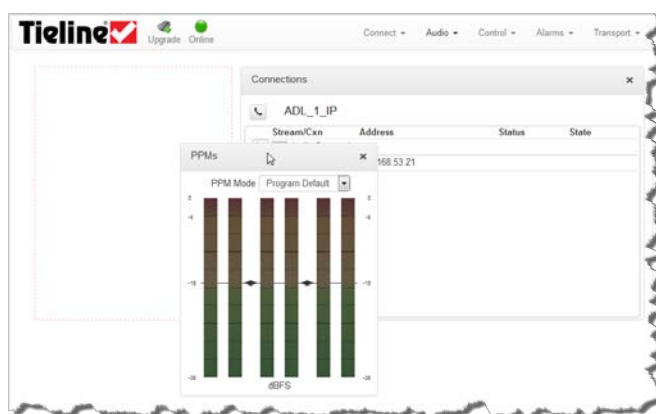 Tieline Upgrade Online Connect Audio Control Alarms Transport
Connections
ADL_1_IP
Stream/Cxn Address Status State
168.53.21
PPMs
PPM Mode Program Default
dBFS